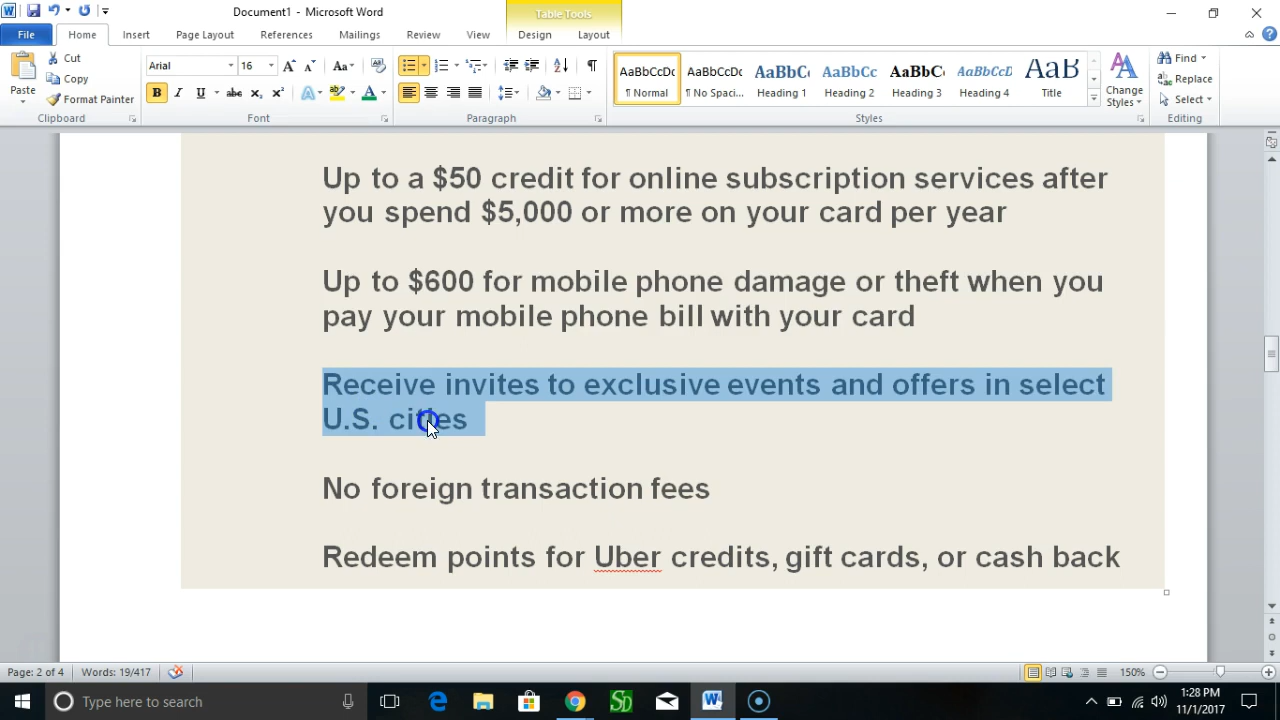 Document1 - Microsoft Word
Table Tools
File Home Insert Page Layout References Mailings Review View Design Layout
Paste
Cut
Copy
Format Painter
Clipboard
Arial 16
Font
Paragraph
AaBbCcDc ¶ Normal
AaBbCcDc ¶ No Spaci...
AaBbC Heading 1
AaBbCc Heading 2
AaBbC Heading 3
AaBbCcD Heading 4
AaB Title
Change Styles
Styles
Find
Replace
Select
Editing
Up to a $50 credit for online subscription services after
you spend $5,000 or more on your card per year
Up to $600 for mobile phone damage or theft when you
pay your mobile phone bill with your card
Receive invites to exclusive events and offers in select
U.S. cities
No foreign transaction fees
Redeem points for Uber credits, gift cards, or cash back
Page: 2 of 4 Words: 19/417 150%
Type here to search
1:28 PM
11/1/2017